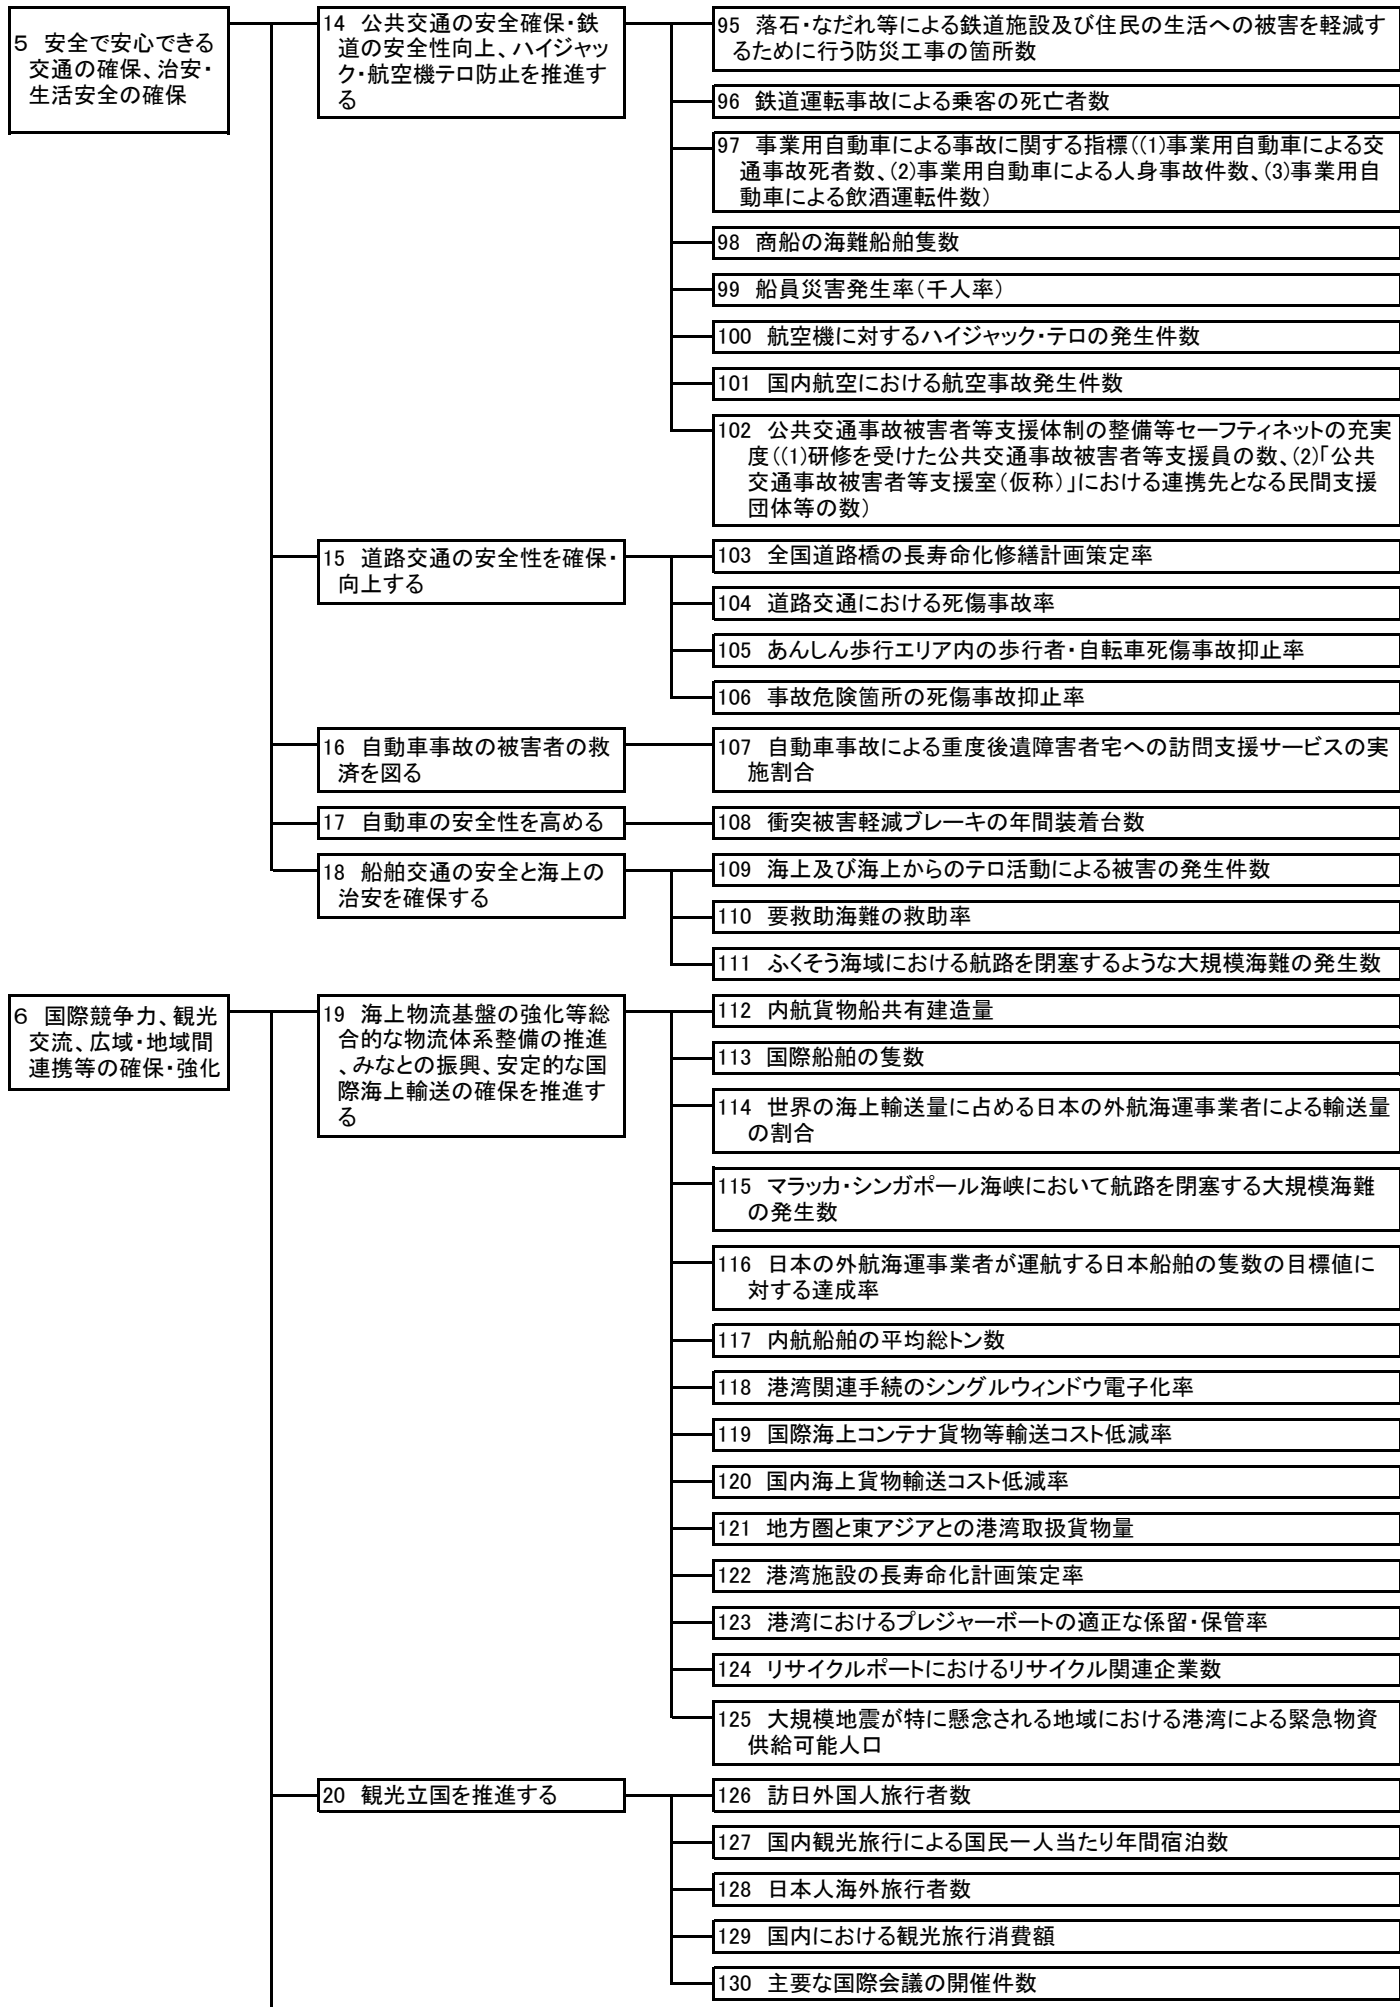 5 安全で安心できる
交通の確保、治安・
生活安全の確保
14 公共交通の安全確保・鉄
道の安全性向上、ハイジャッ
ク・航空機テロ防止を推進す
る
95 落石・なだれ等による鉄道施設及び住民の生活への被害を軽減す
るために行う防災工事の箇所数
96 鉄道運転事故による乗客の死亡者数
97 事業用自動車による事故に関する指標((1)事業用自動車による交
通事故死者数、(2)事業用自動車による人身事故件数、(3)事業用自
動車による飲酒運転件数)
98 商船の海難船舶隻数
99 船員災害発生率(千人率)
100 航空機に対するハイジャック・テロの発生件数
101 国内航空における航空事故発生件数
102 公共交通事故被害者等支援体制の整備等セーフティネットの充実
度((1)研修を受けた公共交通事故被害者等支援員の数、(2)「公共
交通事故被害者等支援室(仮称)」における連携先となる民間支援
団体等の数)
15 道路交通の安全性を確保・
向上する
103 全国道路橋の長寿命化修繕計画策定率
104 道路交通における死傷事故率
105 あんしん歩行エリア内の歩行者・自転車死傷事故抑止率
106 事故危険箇所の死傷事故抑止率
16 自動車事故の被害者の救
済を図る
107 自動車事故による重度後遺障害者宅への訪問支援サービスの実
施割合
17 自動車の安全性を高める
108 衝突被害軽減ブレーキの年間装着台数
18 船舶交通の安全と海上の
治安を確保する
109 海上及び海上からのテロ活動による被害の発生件数
110 要救助海難の救助率
111 ふくそう海域における航路を閉塞するような大規模海難の発生数
6 国際競争力、観光
交流、広域・地域間
連携等の確保・強化
19 海上物流基盤の強化等総
合的な物流体系整備の推進
、みなとの振興、安定的な国
際海上輸送の確保を推進す
る
112 内航貨物船共有建造量
113 国際船舶の隻数
114 世界の海上輸送量に占める日本の外航海運事業者による輸送量
の割合
115 マラッカ・シンガポール海峡において航路を閉塞する大規模海難
の発生数
116 日本の外航海運事業者が運航する日本船舶の隻数の目標値に
対する達成率
117 内航船舶の平均総トン数
118 港湾関連手続のシングルウィンドウ電子化率
119 国際海上コンテナ貨物等輸送コスト低減率
120 国内海上貨物輸送コスト低減率
121 地方圏と東アジアとの港湾取扱貨物量
122 港湾施設の長寿命化計画策定率
123 港湾におけるプレジャーボートの適正な係留・保管率
124 リサイクルポートにおけるリサイクル関連企業数
125 大規模地震が特に懸念される地域における港湾による緊急物資
供給可能人口
20 観光立国を推進する
126 訪日外国人旅行者数
127 国内観光旅行による国民一人当たり年間宿泊数
128 日本人海外旅行者数
129 国内における観光旅行消費額
130 主要な国際会議の開催件数